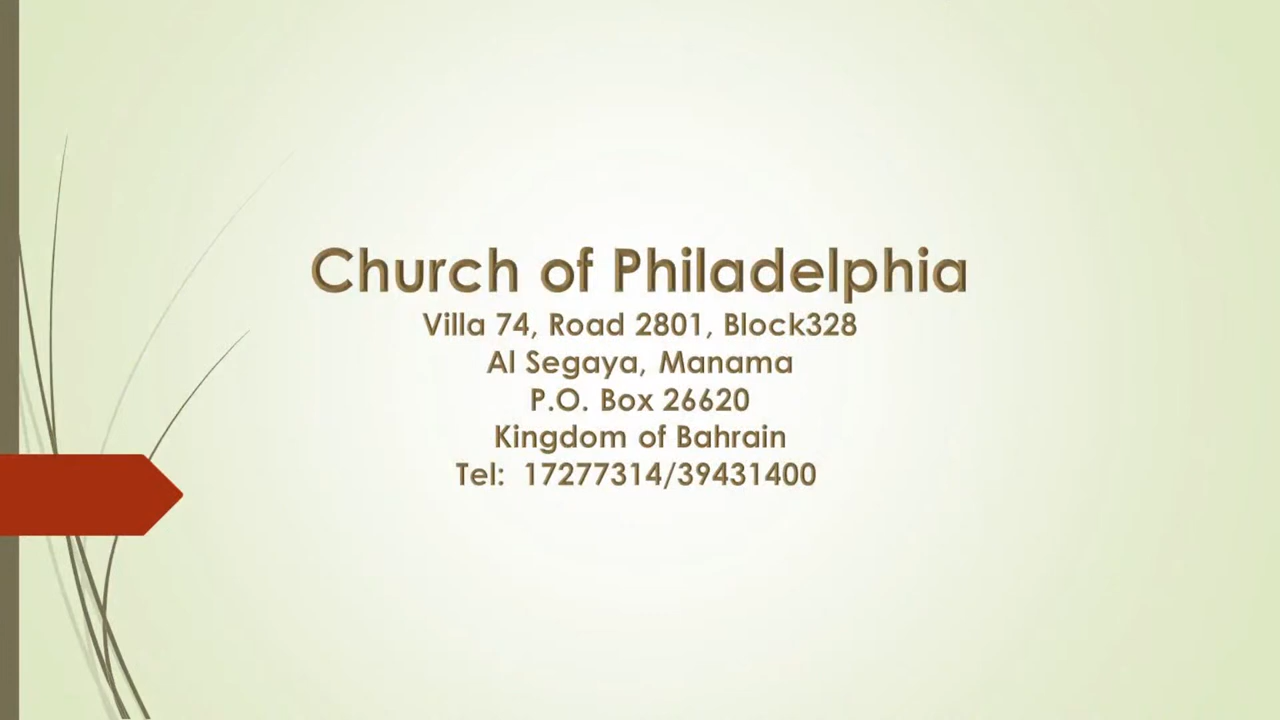 Church of Philadelphia
Villa 74, Road 2801, Block328
Al Segaya, Manama
P.O. Box 26620
Kingdom of Bahrain
Tel:  17277314/39431400